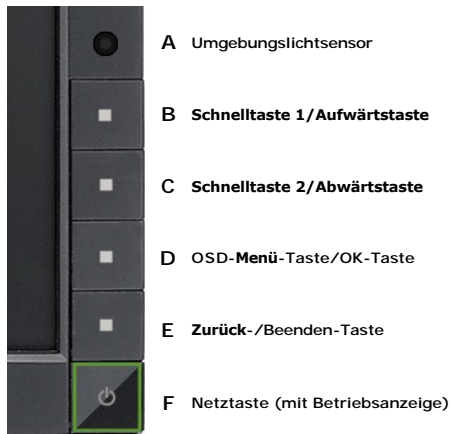 A Umgebungslichtsensor
B Schnelltaste 1/Aufwärtstaste
C Schnelltaste 2/Abwärtstaste
D OSD-Menü-Taste/OK-Taste
E Zurück-/Beenden-Taste
F Netztaste (mit Betriebsanzeige)